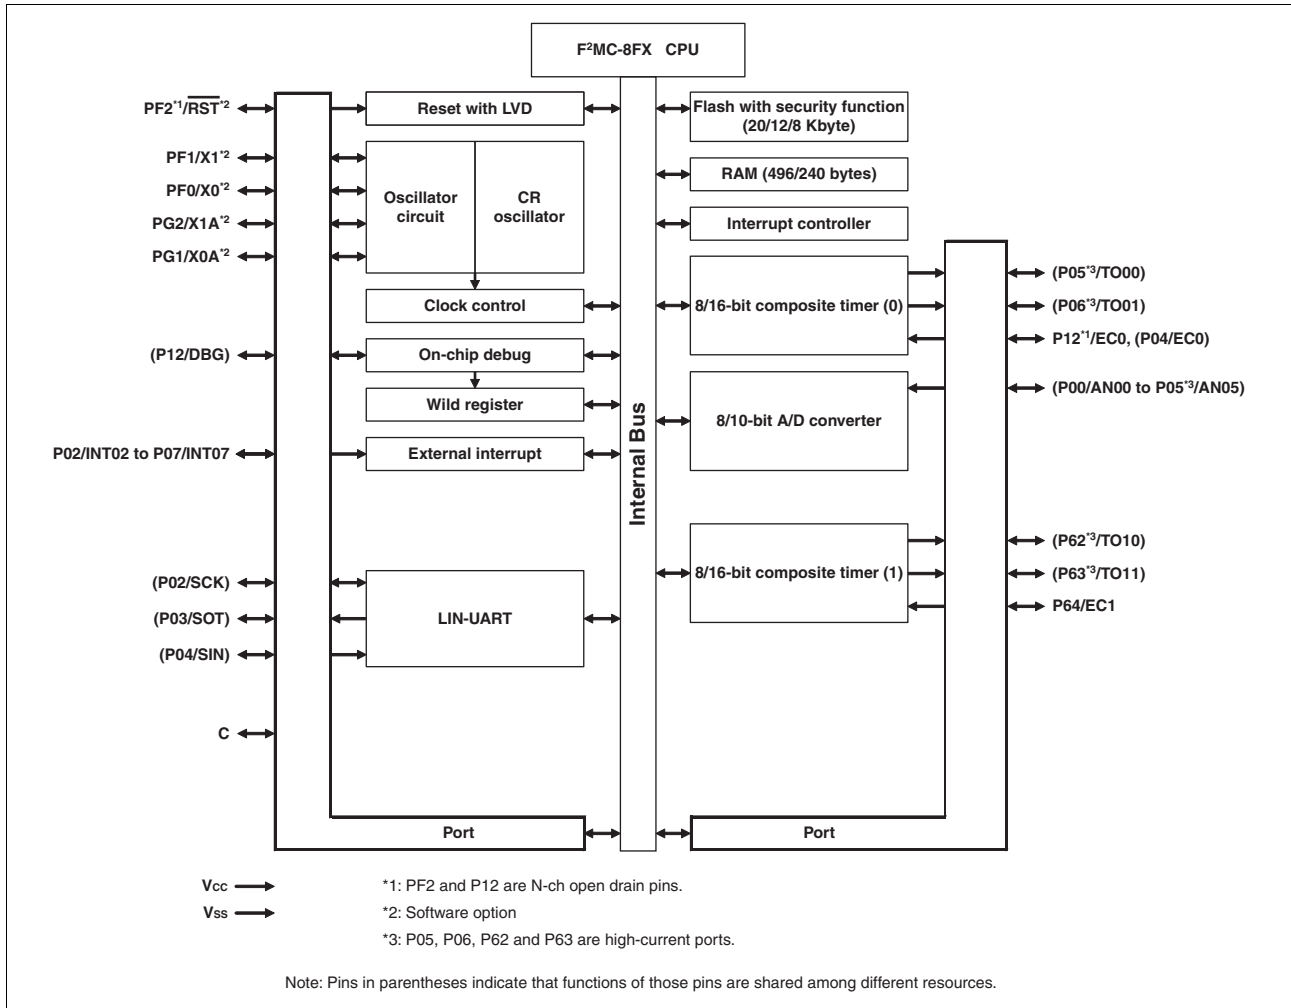 F²MC-8FX CPU
PF2*1/RST*2
Reset with LVD
Flash with security function
(20/12/8 Kbyte)
PF1/X1*2
PF0/X0*2
PG2/X1A*2
PG1/X0A*2
Oscillator
circuit
CR
oscillator
RAM (496/240 bytes)
Interrupt controller
Clock control
8/16-bit composite timer (0)
(P05*3/TO00)
(P06*3/TO01)
P12*1/EC0, (P04/EC0)
(P12/DBG)
On-chip debug
Wild register
8/10-bit A/D converter
(P00/AN00 to P05*3/AN05)
P02/INT02 to P07/INT07
External interrupt
Internal Bus
8/16-bit composite timer (1)
(P62*3/TO10)
(P63*3/TO11)
P64/EC1
(P02/SCK)
(P03/SOT)
(P04/SIN)
LIN-UART
C
Port
Port
Vcc
Vss
*1: PF2 and P12 are N-ch open drain pins.
*2: Software option
*3: P05, P06, P62 and P63 are high-current ports.
Note: Pins in parentheses indicate that functions of those pins are shared among different resources.